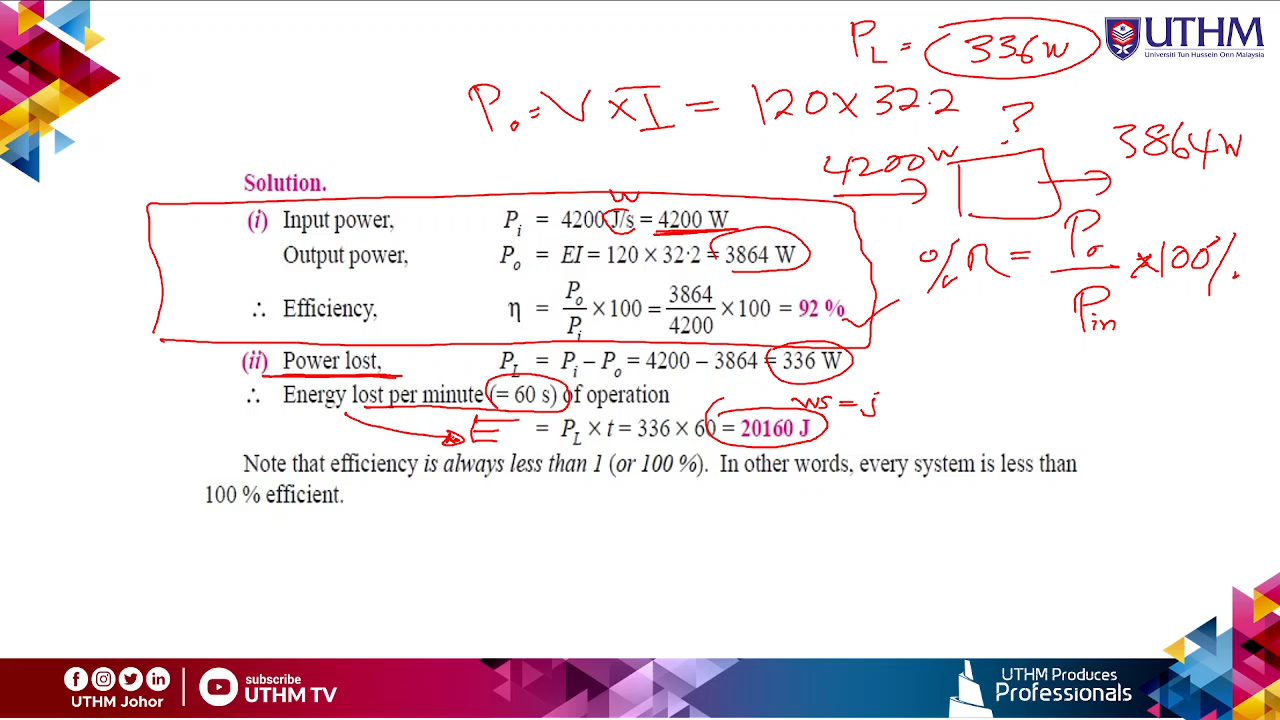 P_L = 336W
UTHM
Universiti Tun Hussein Onn Malaysia
P_o = V × I = 120 × 32.2
?
4200W
3864W
Solution.
W
(i) Input power, P_i = 4200 J/s = 4200 W
Output power, P_o = EI = 120 × 32·2 = 3864 W
%R = P_o / P_in × 100%
∴ Efficiency, η = P_o / P_i × 100 = 3864 / 4200 × 100 = 92 %
(ii) Power lost, P_L = P_i – P_o = 4200 – 3864 = 336 W
∴ Energy lost per minute (= 60 s) of operation
Ws = j
E = P_L × t = 336 × 60 = 20160 J
Note that efficiency is always less than 1 (or 100 %). In other words, every system is less than
100 % efficient.
UTHM Johor
subscribe
UTHM TV
UTHM Produces
Professionals